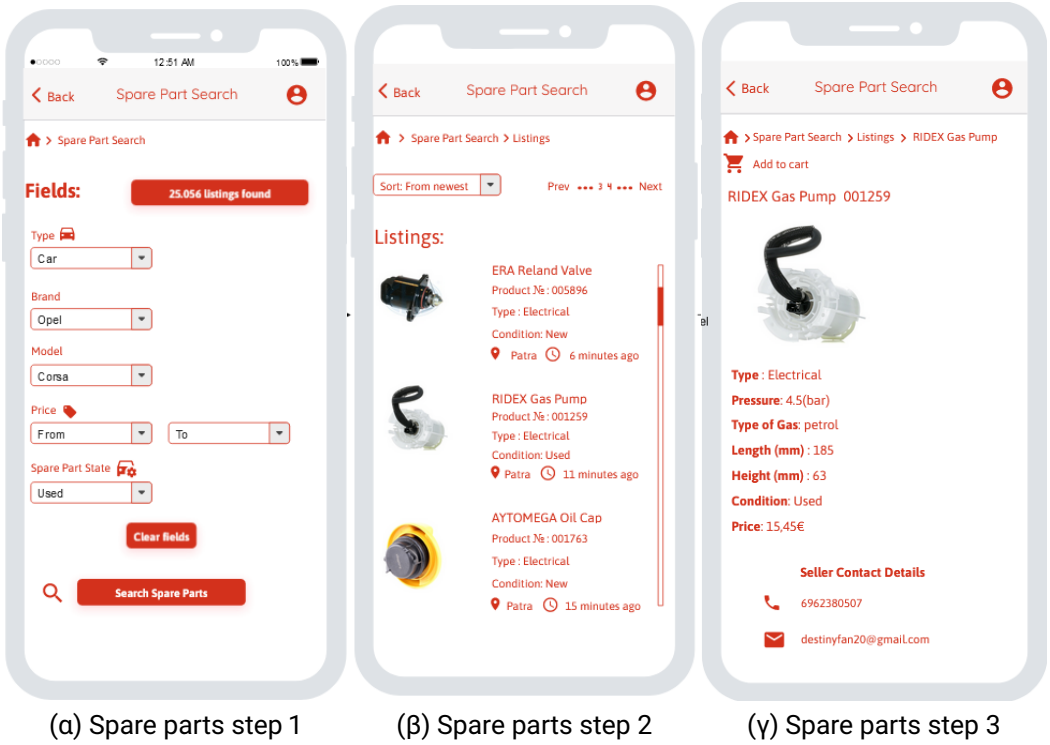 12:51 AM
100%
Back
Spare Part Search
> Spare Part Search
Fields:
25.056 listings found
Type
Car
Brand
Opel
Model
Corsa
Price
From
To
Spare Part State
Used
Clear fields
Search Spare Parts
(α) Spare parts step 1
Back
Spare Part Search
> Spare Part Search > Listings
Sort: From newest
Prev ... 3 4 ... Next
Listings:
ERA Reland Valve
Product № : 005896
Type : Electrical
Condition: New
Patra 6 minutes ago
RIDEX Gas Pump
Product № : 001259
Type : Electrical
Condition: Used
Patra 11 minutes ago
AYTOMEGA Oil Cap
Product № : 001763
Type : Electrical
Condition: New
Patra 15 minutes ago
(β) Spare parts step 2
el
Back
Spare Part Search
> Spare Part Search > Listings > RIDEX Gas Pump
Add to cart
RIDEX Gas Pump 001259
Type : Electrical
Pressure: 4.5(bar)
Type of Gas: petrol
Length (mm) : 185
Height (mm) : 63
Condition: Used
Price: 15,45€
Seller Contact Details
6962380507
destinyfan20@gmail.com
(γ) Spare parts step 3